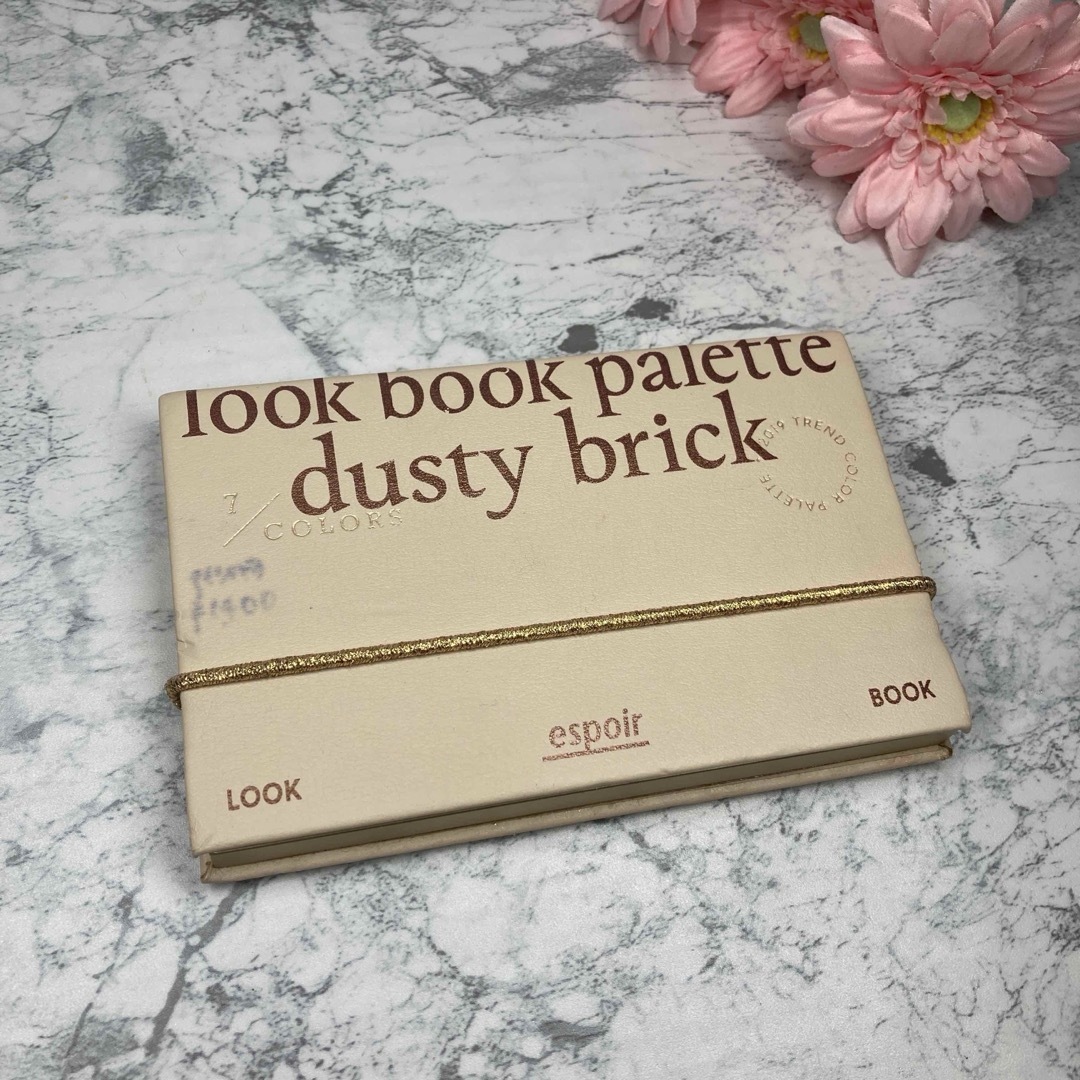 look book palette
dusty brick
7
COLORS
2019 TREND COLOR PALETTE
LOOK
espoir
BOOK